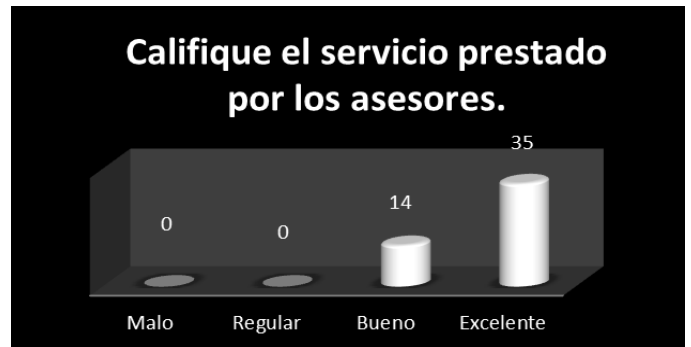 Califique el servicio prestado
por los asesores.
35
14
0
0
Malo Regular Bueno Excelente